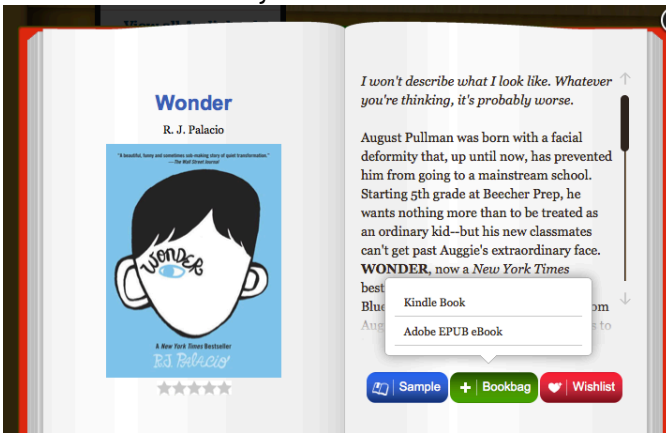 Wonder
R. J. Palacio
"A beautiful, funny and sometimes sob-making story of quiet transformation."
—The Wall Street Journal
WONDER
A New York Times Bestseller
R.J. Palacio
I won't describe what I look like. Whatever
you're thinking, it's probably worse.
August Pullman was born with a facial
deformity that, up until now, has prevented
him from going to a mainstream school.
Starting 5th grade at Beecher Prep, he
wants nothing more than to be treated as
an ordinary kid--but his new classmates
can't get past Auggie's extraordinary face.
WONDER, now a New York Times
best
Blue om
Aug s to
Kindle Book
Adobe EPUB eBook
Sample
+ Bookbag
Wishlist